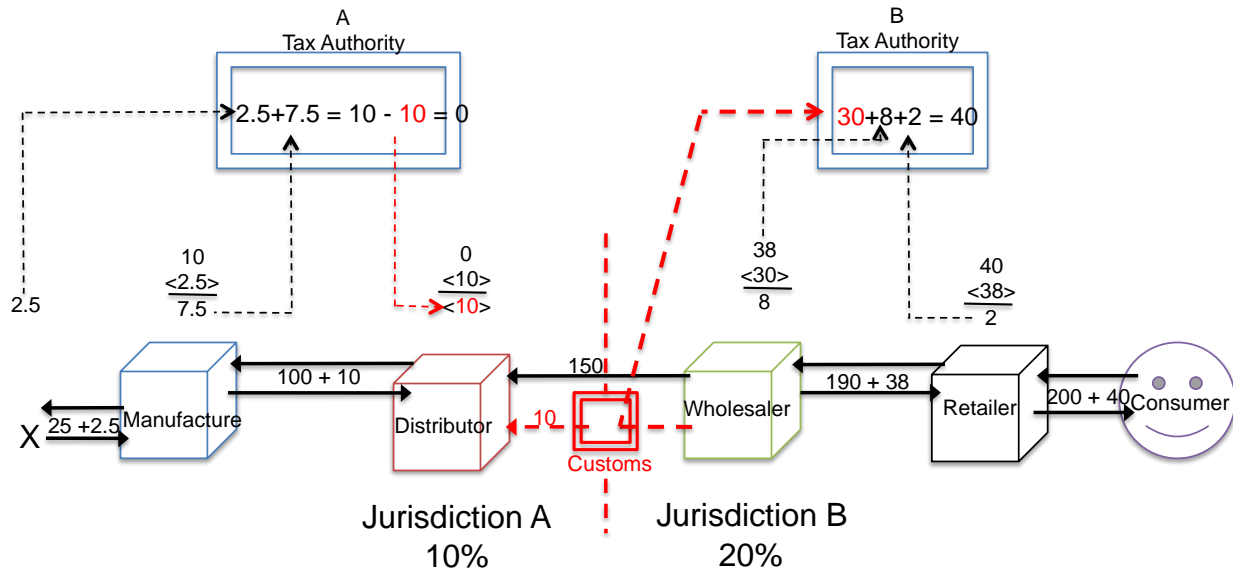 A
Tax Authority
B
Tax Authority
2.5+7.5 = 10 - 10 = 0
30+8+2 = 40
2.5
10
<2.5>
7.5
0
<10>
<10>
38
<30>
8
40
<38>
2
X
25 +2.5
Manufacture
100 + 10
Distributor
150
10
Customs
Wholesaler
190 + 38
Retailer
200 + 40
Consumer
Jurisdiction A
10%
Jurisdiction B
20%